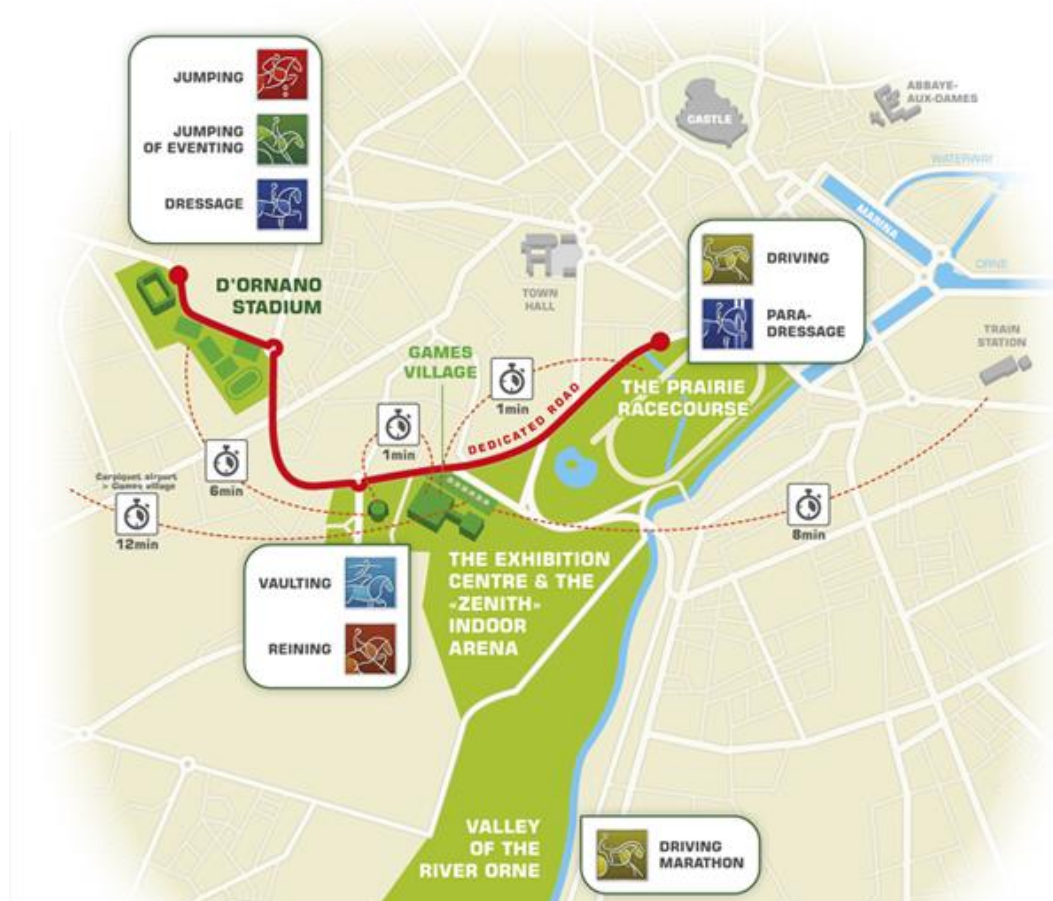 JUMPING
JUMPING
OF EVENTING
DRESSAGE
CASTLE
ABBAYE-
AUX-DAMES
WATERWAY
MARINA
ORNE
D'ORNANO
STADIUM
TOWN
HALL
DRIVING
PARA-
DRESSAGE
TRAIN
STATION
GAMES
VILLAGE
1min
THE PRAIRIE
RACECOURSE
DEDICATED ROAD
1min
6min
Carpiquet airport
> Games village
12min
8min
VAULTING
REINING
THE EXHIBITION
CENTRE & THE
«ZENITH»
INDOOR
ARENA
VALLEY
OF THE
RIVER ORNE
DRIVING
MARATHON